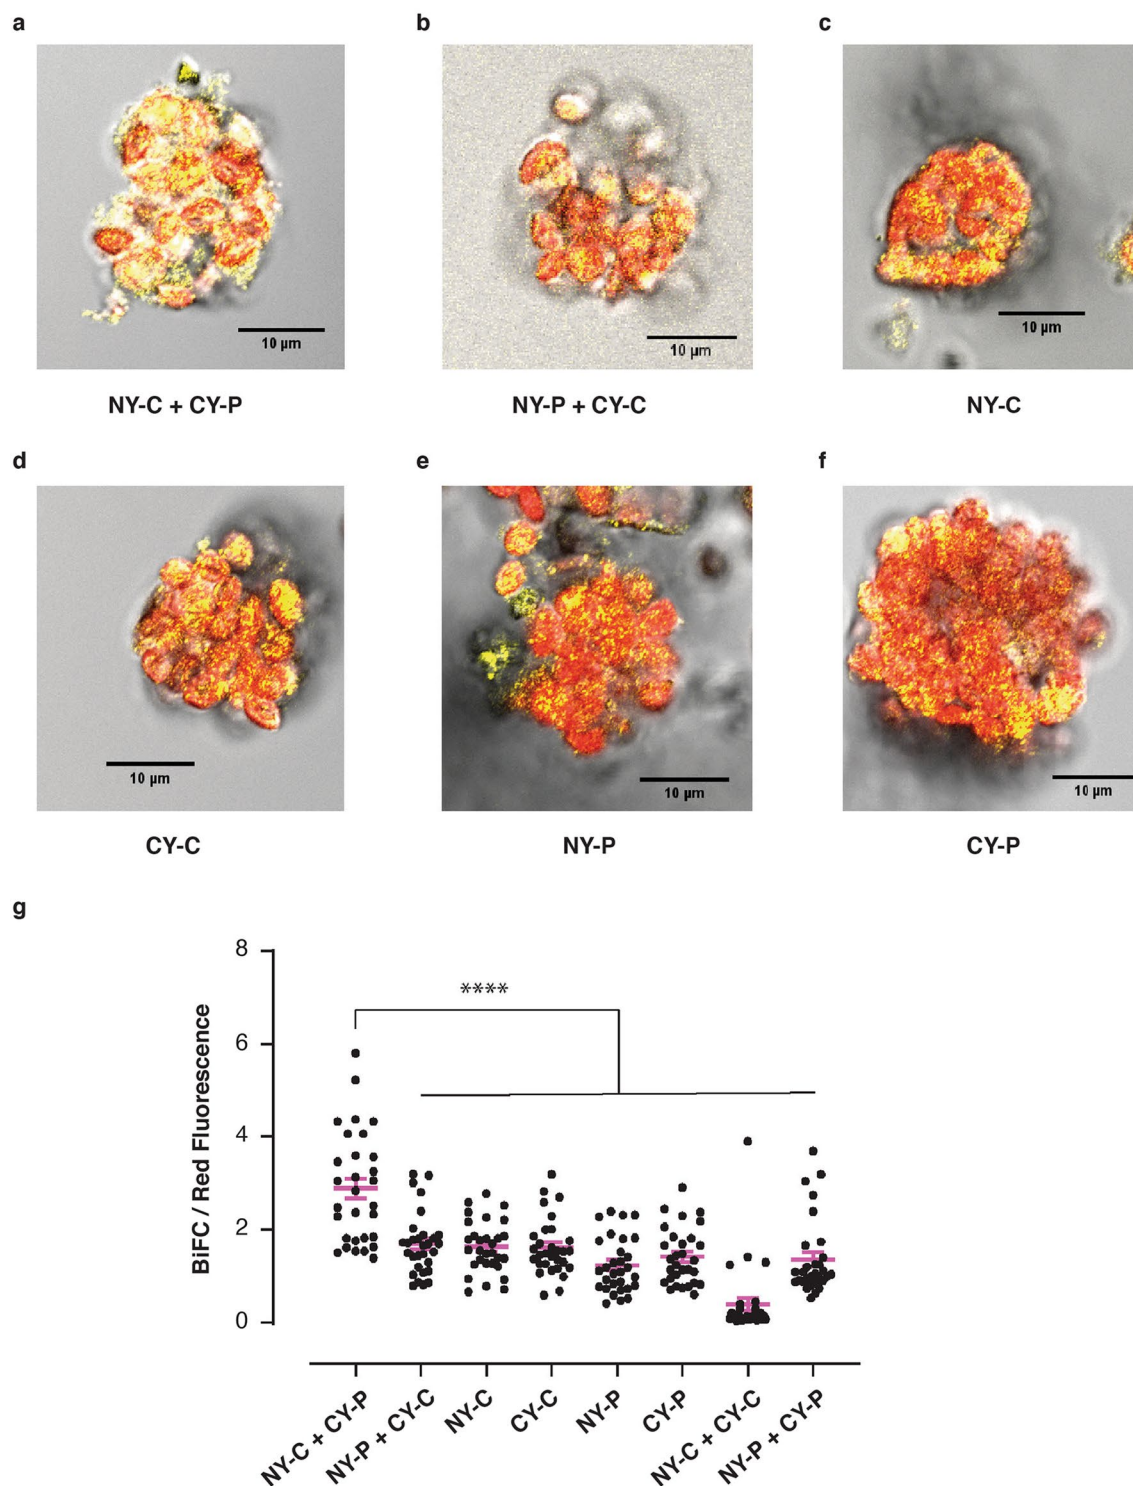 a
b
c
10 μm
10 μm
10 μm
NY-C + CY-P
NY-P + CY-C
NY-C
d
e
f
10 μm
10 μm
10 μm
CY-C
NY-P
CY-P
g
8
6
4
2
0
BiFC / Red Fluorescence
****
NY-C + CY-P
NY-P + CY-C
NY-C
CY-C
NY-P
CY-P
NY-C + CY-C
NY-P + CY-P